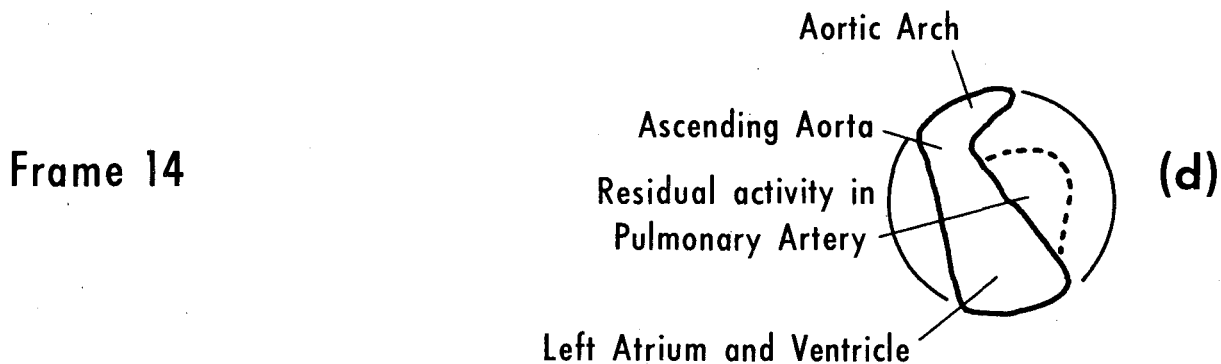 Aortic Arch
Ascending Aorta
Frame 14
Residual activity in
Pulmonary Artery
(d)
Left Atrium and Ventricle